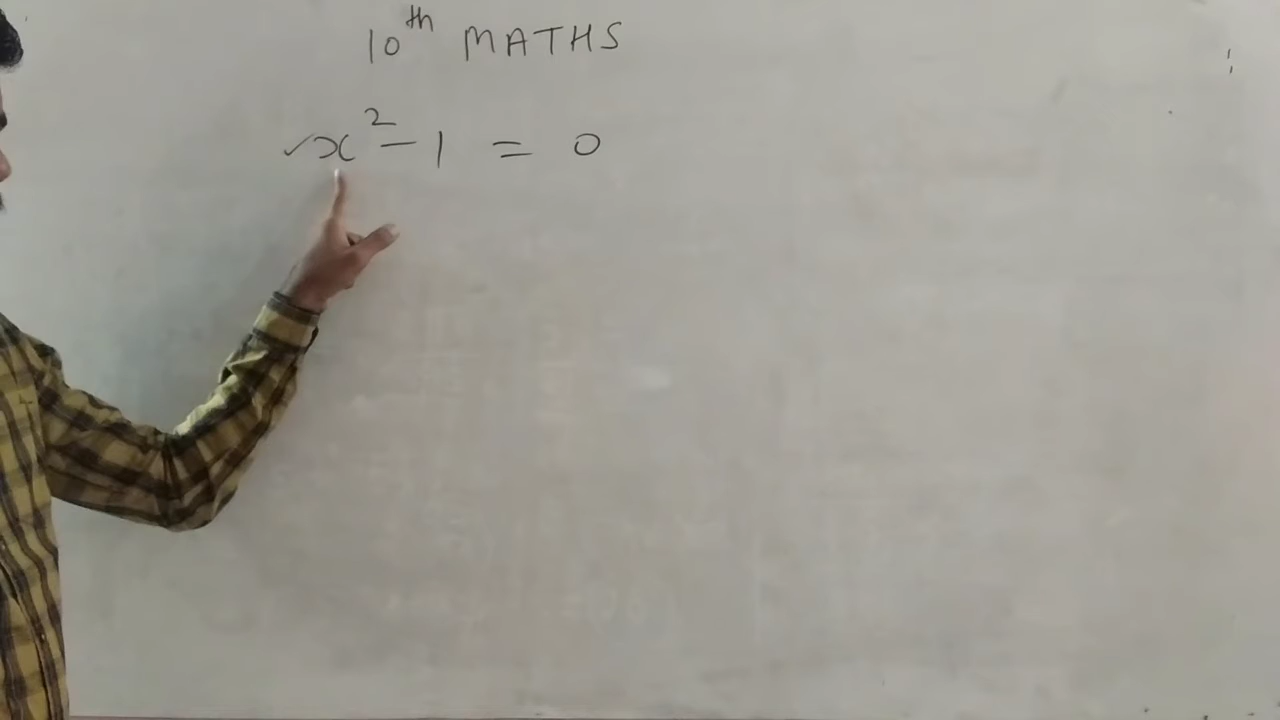 10th MATHS
✓x² - 1 = 0